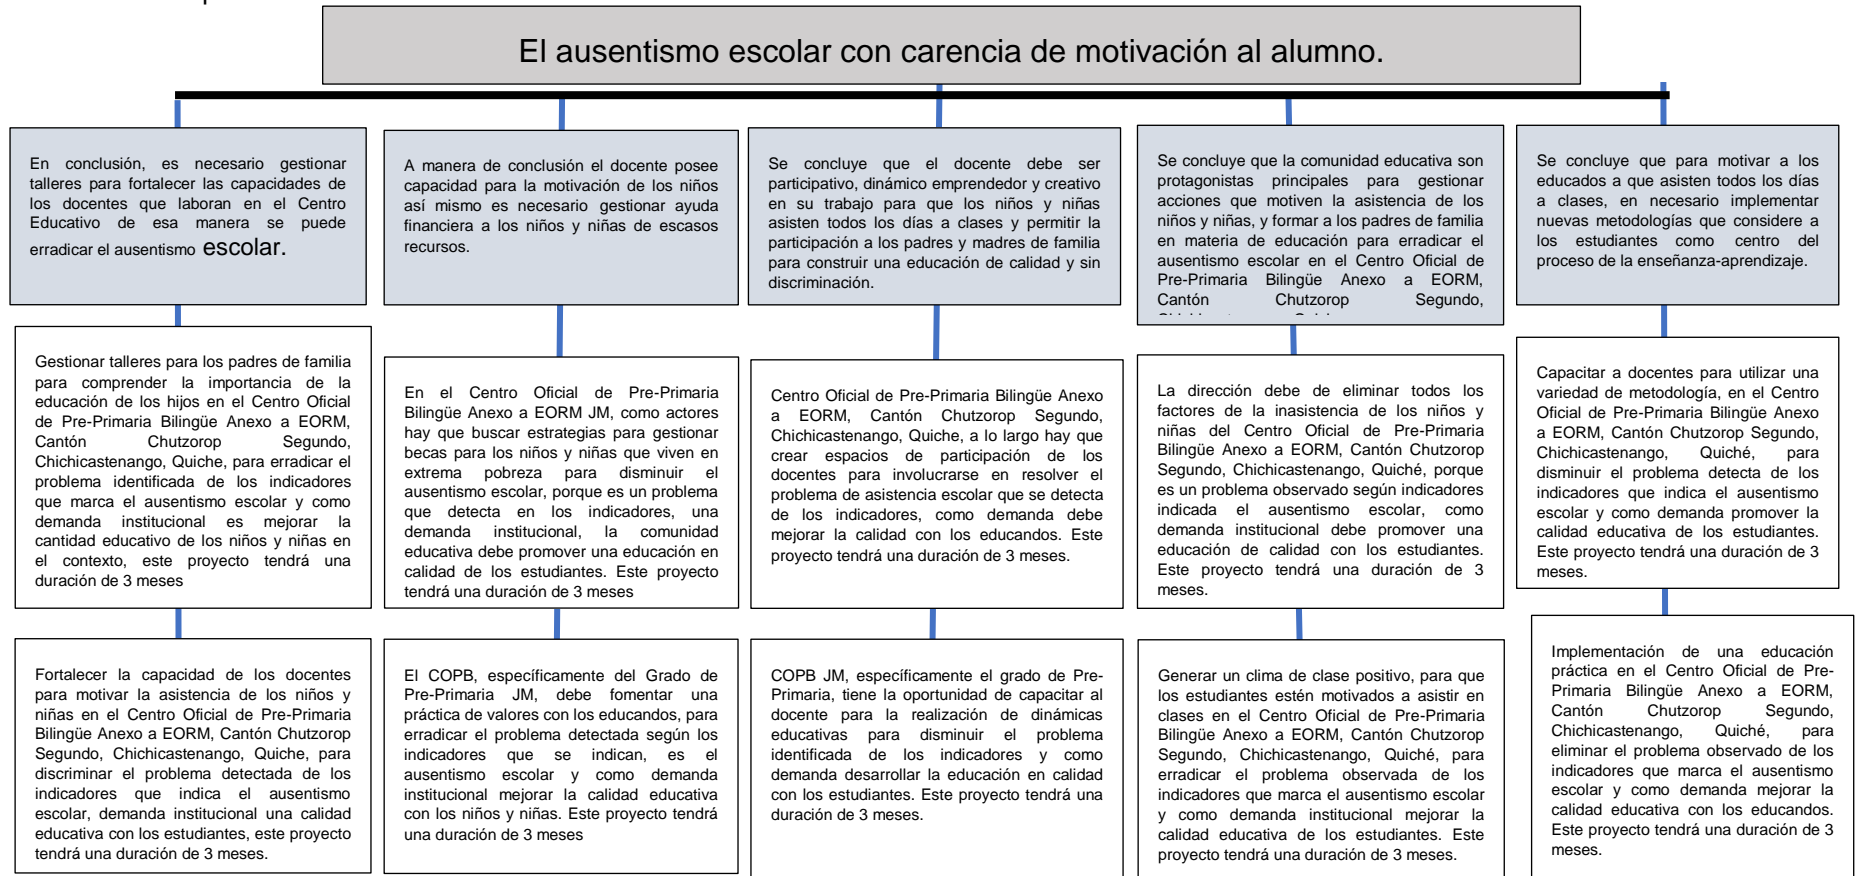 El ausentismo escolar con carencia de motivación al alumno.
En conclusión, es necesario gestionar
talleres para fortalecer las capacidades de
los docentes que laboran en el Centro
Educativo de esa manera se puede
erradicar el ausentismo escolar.
A manera de conclusión el docente posee
capacidad para la motivación de los niños
así mismo es necesario gestionar ayuda
financiera a los niños y niñas de escasos
recursos.
Se concluye que el docente debe ser
participativo, dinámico emprendedor y creativo
en su trabajo para que los niños y niñas
asisten todos los días a clases y permitir la
participación a los padres y madres de familia
para construir una educación de calidad y sin
discriminación.
Se concluye que la comunidad educativa son
protagonistas principales para gestionar
acciones que motiven la asistencia de los
niños y niñas, y formar a los padres de familia
en materia de educación para erradicar el
ausentismo escolar en el Centro Oficial de
Pre-Primaria Bilingüe Anexo a EORM,
Cantón Chutzorop Segundo,
Se concluye que para motivar a los
educados a que asisten todos los días
a clases, en necesario implementar
nuevas metodologías que considere a
los estudiantes como centro del
proceso de la enseñanza-aprendizaje.
Gestionar talleres para los padres de familia
para comprender la importancia de la
educación de los hijos en el Centro Oficial
de Pre-Primaria Bilingüe Anexo a EORM,
Cantón Chutzorop Segundo,
Chichicastenango, Quiche, para erradicar el
problema identificada de los indicadores
que marca el ausentismo escolar y como
demanda institucional es mejorar la
cantidad educativo de los niños y niñas en
el contexto, este proyecto tendrá una
duración de 3 meses
En el Centro Oficial de Pre-Primaria
Bilingüe Anexo a EORM JM, como actores
hay que buscar estrategias para gestionar
becas para los niños y niñas que viven en
extrema pobreza para disminuir el
ausentismo escolar, porque es un problema
que detecta en los indicadores, una
demanda institucional, la comunidad
educativa debe promover una educación en
calidad de los estudiantes. Este proyecto
tendrá una duración de 3 meses
Centro Oficial de Pre-Primaria Bilingüe Anexo
a EORM, Cantón Chutzorop Segundo,
Chichicastenango, Quiche, a lo largo hay que
crear espacios de participación de los
docentes para involucrarse en resolver el
problema de asistencia escolar que se detecta
de los indicadores, como demanda debe
mejorar la calidad con los educandos. Este
proyecto tendrá una duración de 3 meses.
La dirección debe de eliminar todos los
factores de la inasistencia de los niños y
niñas del Centro Oficial de Pre-Primaria
Bilingüe Anexo a EORM, Cantón Chutzorop
Segundo, Chichicastenango, Quiché, porque
es un problema observado según indicadores
indicada el ausentismo escolar, como
demanda institucional debe promover una
educación de calidad con los estudiantes.
Este proyecto tendrá una duración de 3
meses.
Capacitar a docentes para utilizar una
variedad de metodología, en el Centro
Oficial de Pre-Primaria Bilingüe Anexo
a EORM, Cantón Chutzorop Segundo,
Chichicastenango, Quiché, para
disminuir el problema detecta de los
indicadores que indica el ausentismo
escolar y como demanda promover la
calidad educativa de los estudiantes.
Este proyecto tendrá una duración de 3
meses.
Fortalecer la capacidad de los docentes
para motivar la asistencia de los niños y
niñas en el Centro Oficial de Pre-Primaria
Bilingüe Anexo a EORM, Cantón Chutzorop
Segundo, Chichicastenango, Quiche, para
discriminar el problema detectada de los
indicadores que indica el ausentismo
escolar, demanda institucional una calidad
educativa con los estudiantes, este proyecto
tendrá una duración de 3 meses.
El COPB, específicamente del Grado de
Pre-Primaria JM, debe fomentar una
práctica de valores con los educandos, para
erradicar el problema detectada según los
indicadores que se indican, es el
ausentismo escolar y como demanda
institucional mejorar la calidad educativa
con los niños y niñas. Este proyecto tendrá
una duración de 3 meses
COPB JM, específicamente el grado de Pre-
Primaria, tiene la oportunidad de capacitar al
docente para la realización de dinámicas
educativas para disminuir el problema
identificada de los indicadores y como
demanda desarrollar la educación en calidad
con los estudiantes. Este proyecto tendrá una
duración de 3 meses.
Generar un clima de clase positivo, para que
los estudiantes estén motivados a asistir en
clases en el Centro Oficial de Pre-Primaria
Bilingüe Anexo a EORM, Cantón Chutzorop
Segundo, Chichicastenango, Quiché, para
erradicar el problema observada de los
indicadores que marca el ausentismo escolar
y como demanda institucional mejorar la
calidad educativa de los estudiantes. Este
proyecto tendrá una duración de 3 meses.
Implementación de una educación
práctica en el Centro Oficial de Pre-
Primaria Bilingüe Anexo a EORM,
Cantón Chutzorop Segundo,
Chichicastenango, Quiché, para
eliminar el problema observado de los
indicadores que marca el ausentismo
escolar y como demanda mejorar la
calidad educativa con los educandos.
Este proyecto tendrá una duración de 3
meses.